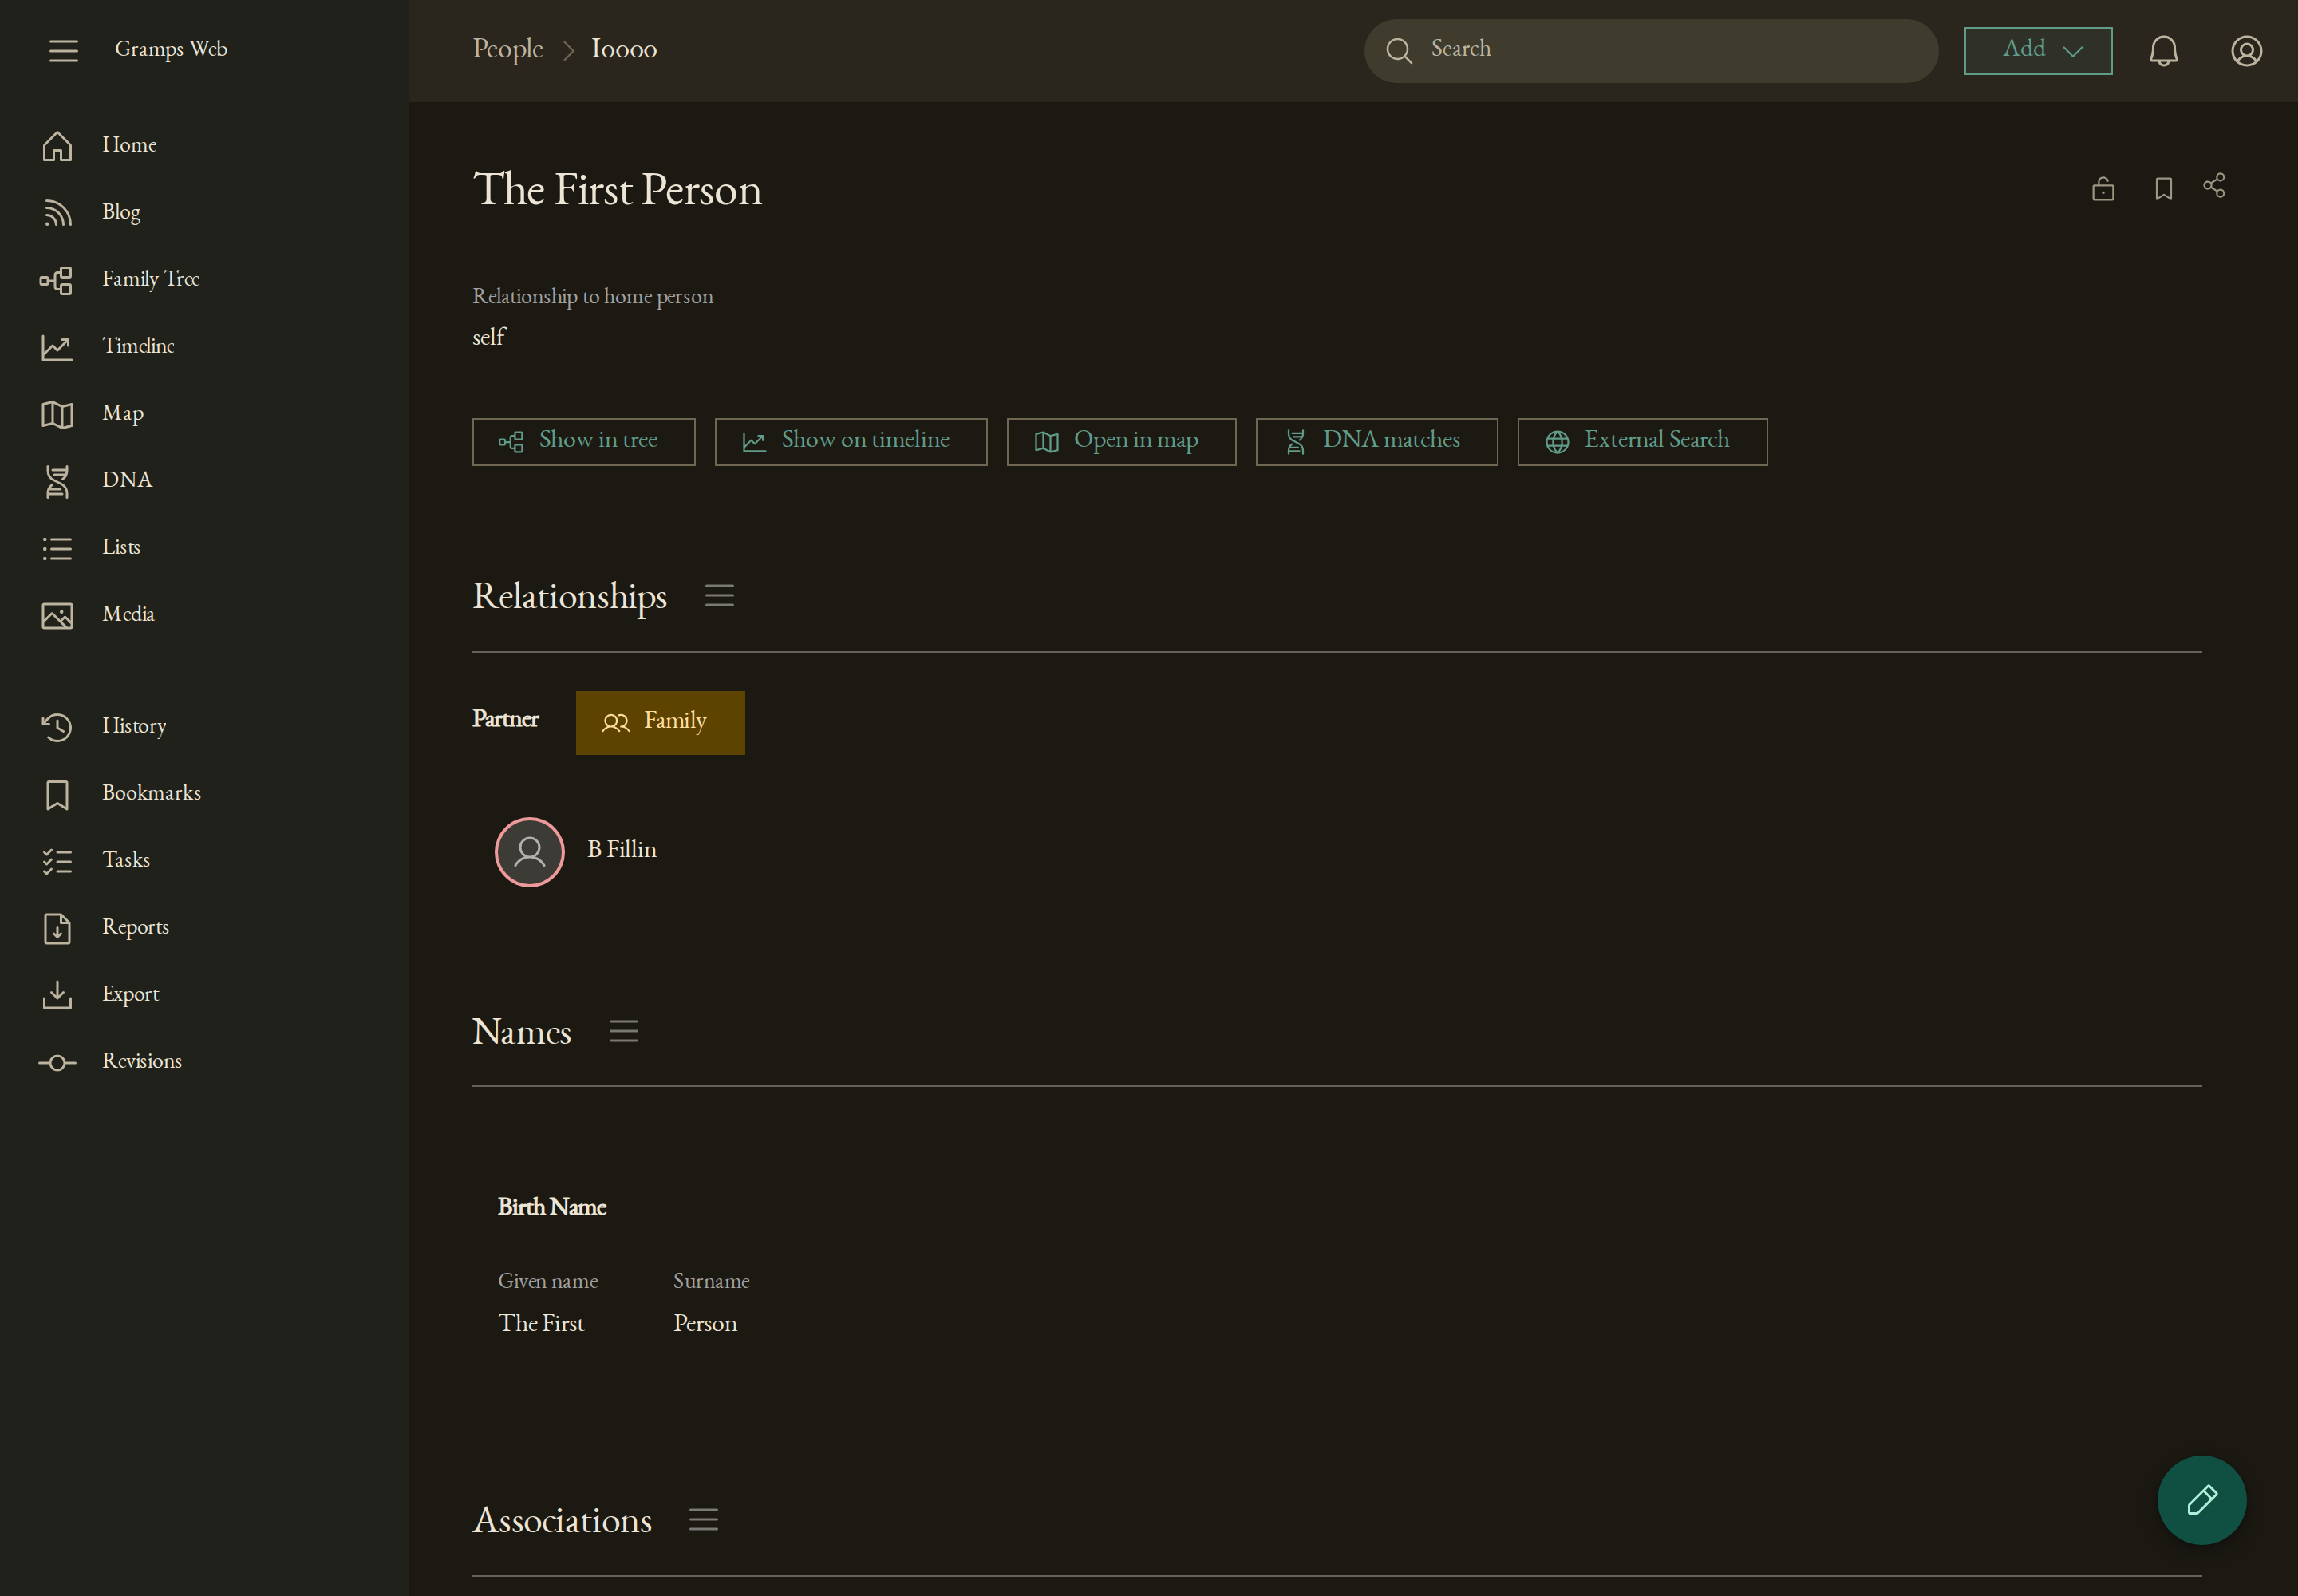 Gramps Web
Home
Blog
Family Tree
Timeline
Map
DNA
Lists
Media
History
Bookmarks
Tasks
Reports
Export
Revisions
People
I0000
Search
Add
The First Person
Relationship to home person
self
Show in tree
Show on timeline
Open in map
DNA matches
External Search
Relationships
Partner
Family
B Fillin
Names
Birth Name
Given name
Surname
The First
Person
Associations